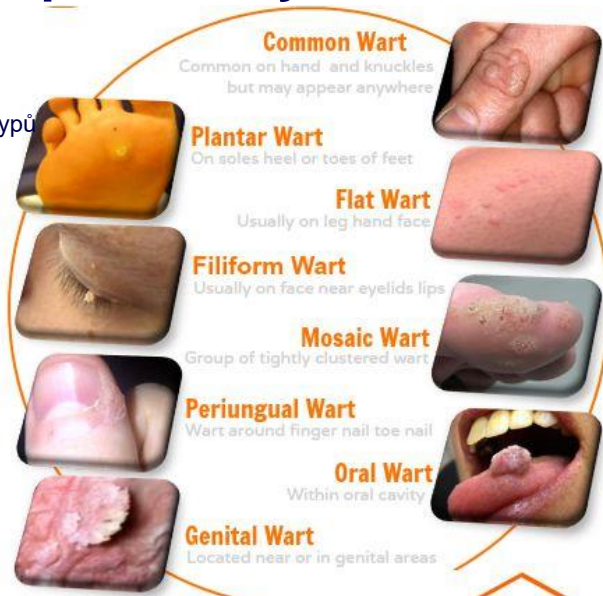 Common Wart
Common on hand and knuckles
but may appear anywhere
ypů
Plantar Wart
On soles heel or toes of feet
Flat Wart
Usually on leg hand face
Filiform Wart
Usually on face near eyelids lips
Mosaic Wart
Group of tightly clustered wart
Periungual Wart
Wart around finger nail toe nail
Oral Wart
Within oral cavity
Genital Wart
Located near or in genital areas